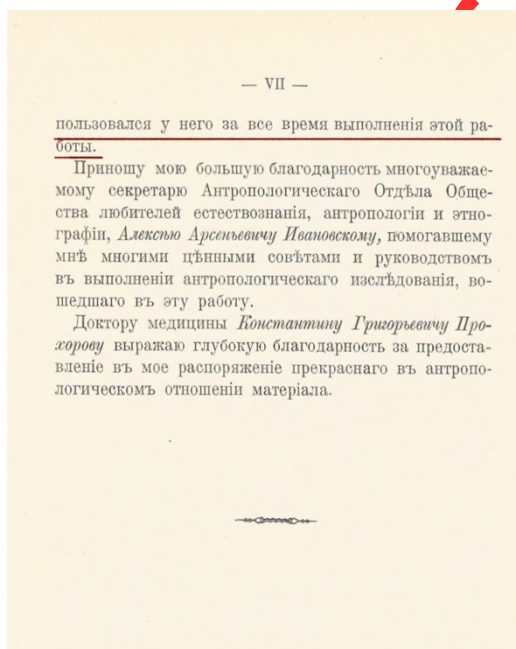 — VII —
пользовался у него за все время выполненія этой ра-
боты.
Приношу мою большую благодарность многоуважае-
мому секретарю Антропологическаго Отдѣла Обще-
ства любителей естествознанія, антропологіи и этно-
графіи, Алексѣю Арсеньевичу Ивановскому, помогавшему
мнѣ многими цѣнными совѣтами и руководствомъ
въ выполненіи антропологическаго изслѣдованія, во-
шедшаго въ эту работу.
Доктору медицины Константину Григорьевичу Про-
хорову выражаю глубокую благодарность за предоста-
вленіе въ мое распоряженіе прекраснаго въ антропо-
логическомъ отношеніи матеріала.